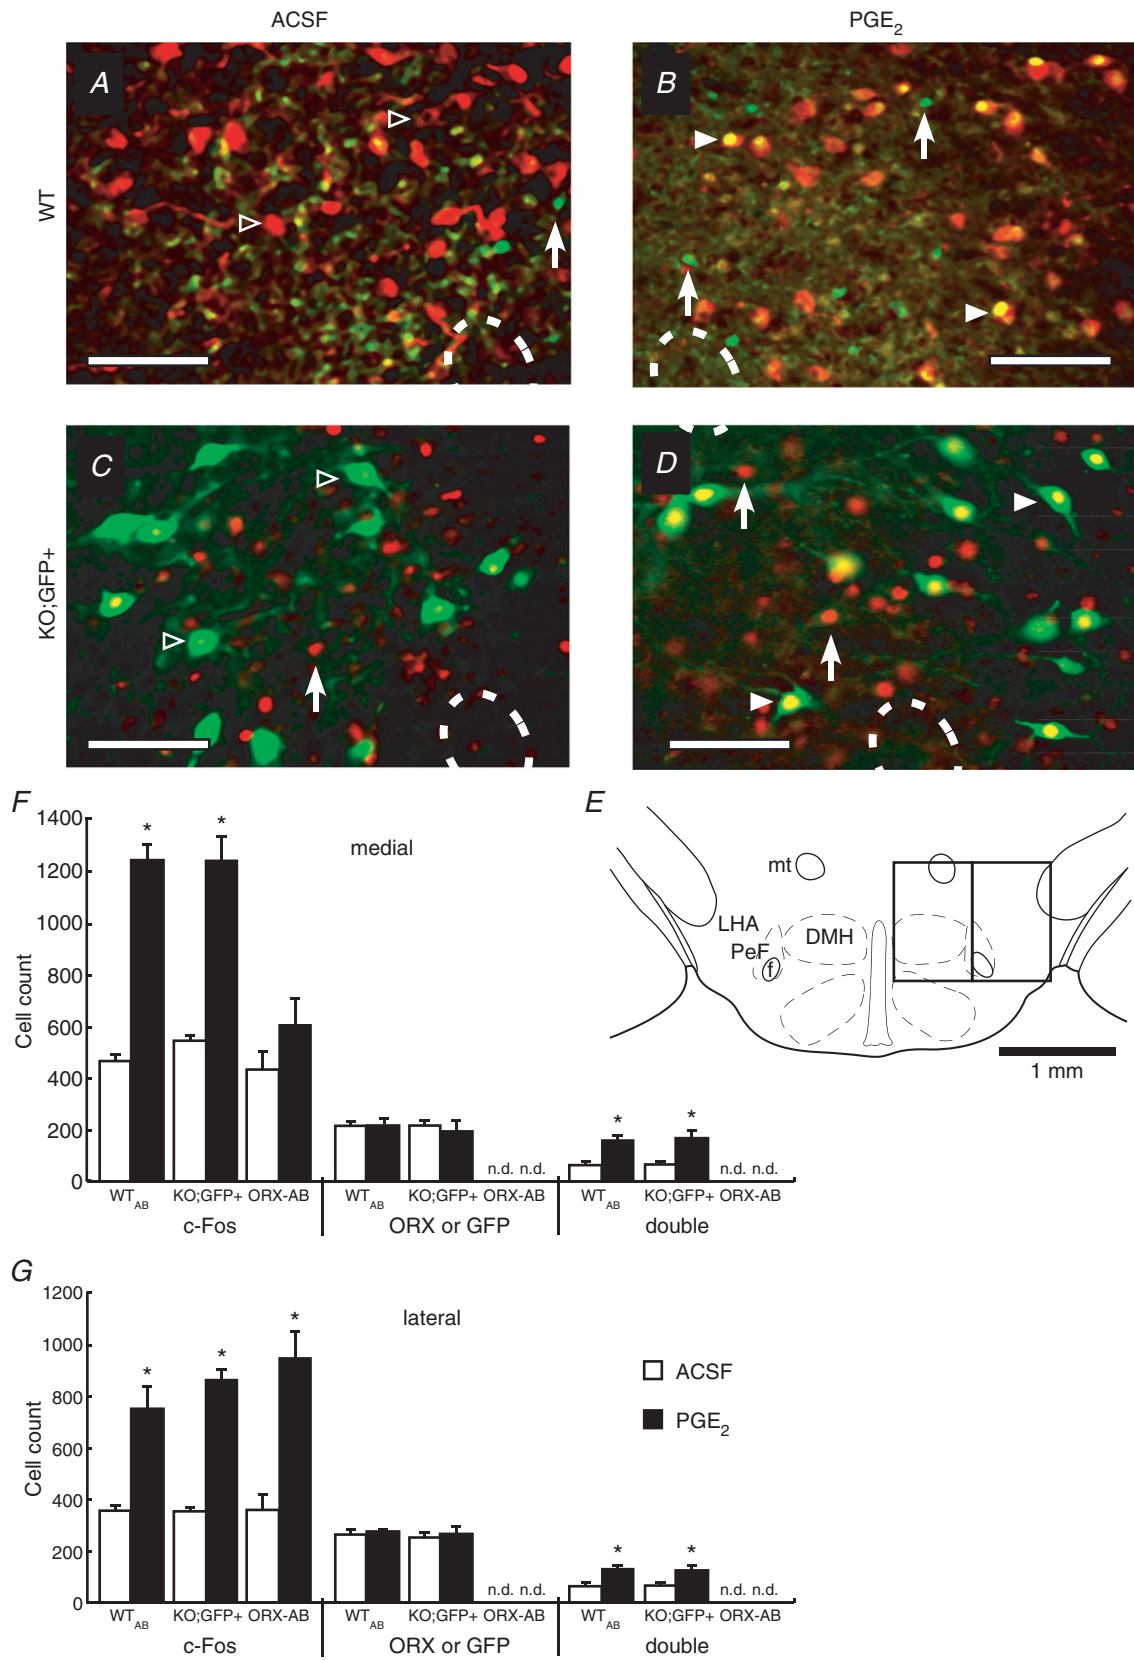 ACSF
PGE2
WT
A
B
KO;GFP+
C
D
F
medial
Cell count
1400
1200
1000
800
600
400
200
0
n.d. n.d.
n.d. n.d.
* * * *
WTAB KO;GFP+ ORX-AB WTAB KO;GFP+ ORX-AB WTAB KO;GFP+ ORX-AB
c-Fos ORX or GFP double
E
mt
LHA
PeF
f
DMH
1 mm
G
lateral
Cell count
1200
1000
800
600
400
200
0
* * * * *
n.d. n.d.
n.d. n.d.
WTAB KO;GFP+ ORX-AB WTAB KO;GFP+ ORX-AB WTAB KO;GFP+ ORX-AB
c-Fos ORX or GFP double
ACSF
PGE2